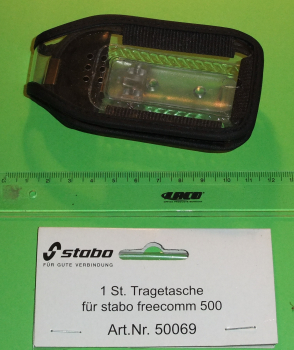 stabo
FÜR GUTE VERBINDUNG
1 St. Tragetasche
für stabo freecomm 500
Art.Nr. 50069